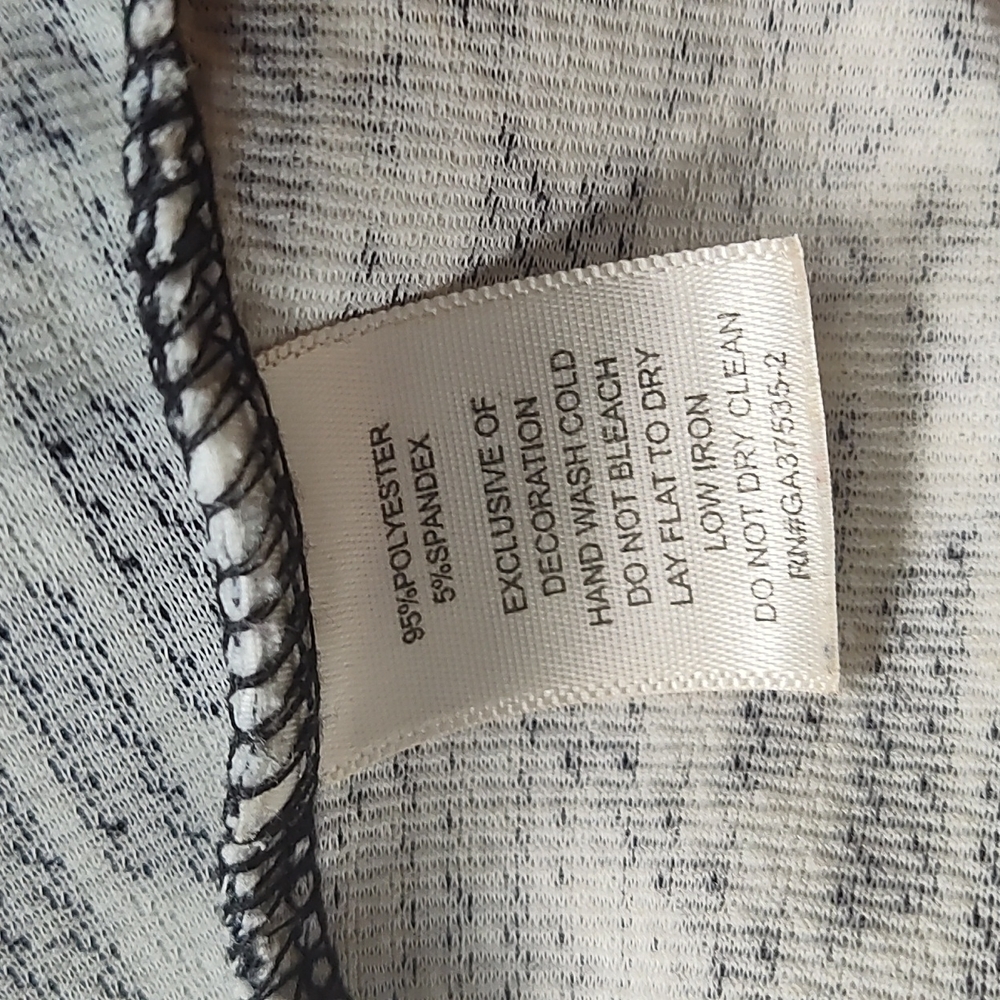 95%POLYESTER
5%SPANDEX
EXCLUSIVE OF
DECORATION
HAND WASH COLD
DO NOT BLEACH
LAY FLAT TO DRY
LOW IRON
DO NOT DRY CLEAN
RN#GA37535-2